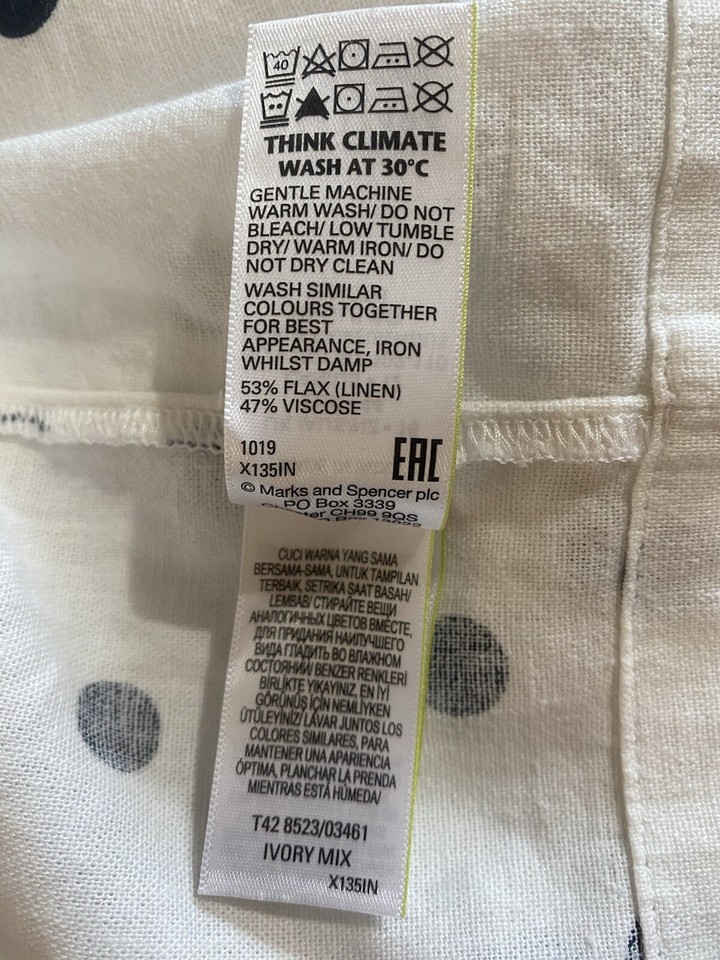 40
THINK CLIMATE
WASH AT 30°C
GENTLE MACHINE
WARM WASH/ DO NOT
BLEACH/ LOW TUMBLE
DRY/ WARM IRON/ DO
NOT DRY CLEAN
WASH SIMILAR
COLOURS TOGETHER
FOR BEST
APPEARANCE, IRON
WHILST DAMP
53% FLAX (LINEN)
47% VISCOSE
1019
X135IN
EAC
© Marks and Spencer plc
PO Box 3339
CH99 9QS
CUCI WARNA YANG SAMA
BERSAMA-SAMA, UNTUK TAMPILAN
TERBAIK, SETRIKA SAAT BASAH/
LEMBAB/ СТИРАЙТЕ ВЕЩИ
АНАЛОГИЧНЫХ ЦВЕТОВ ВМЕСТЕ,
ДЛЯ ПРИДАНИЯ НАИЛУЧШЕГО
ВИДА ГЛАДИТЬ ВО ВЛАЖНОМ
СОСТОЯНИИ/ BENZER RENKLERİ
BİRLİKTE YIKAYINIZ, EN İYİ
GÖRÜNÜŞ İÇİN NEMLİYKEN
ÜTÜLEYİNİZ/ LAVAR JUNTOS LOS
COLORES SIMILARES, PARA
MANTENER UNA APARIENCIA
ÓPTIMA, PLANCHAR LA PRENDA
MIENTRAS ESTÁ HÚMEDA/
T42 8523/03461
IVORY MIX
X135IN